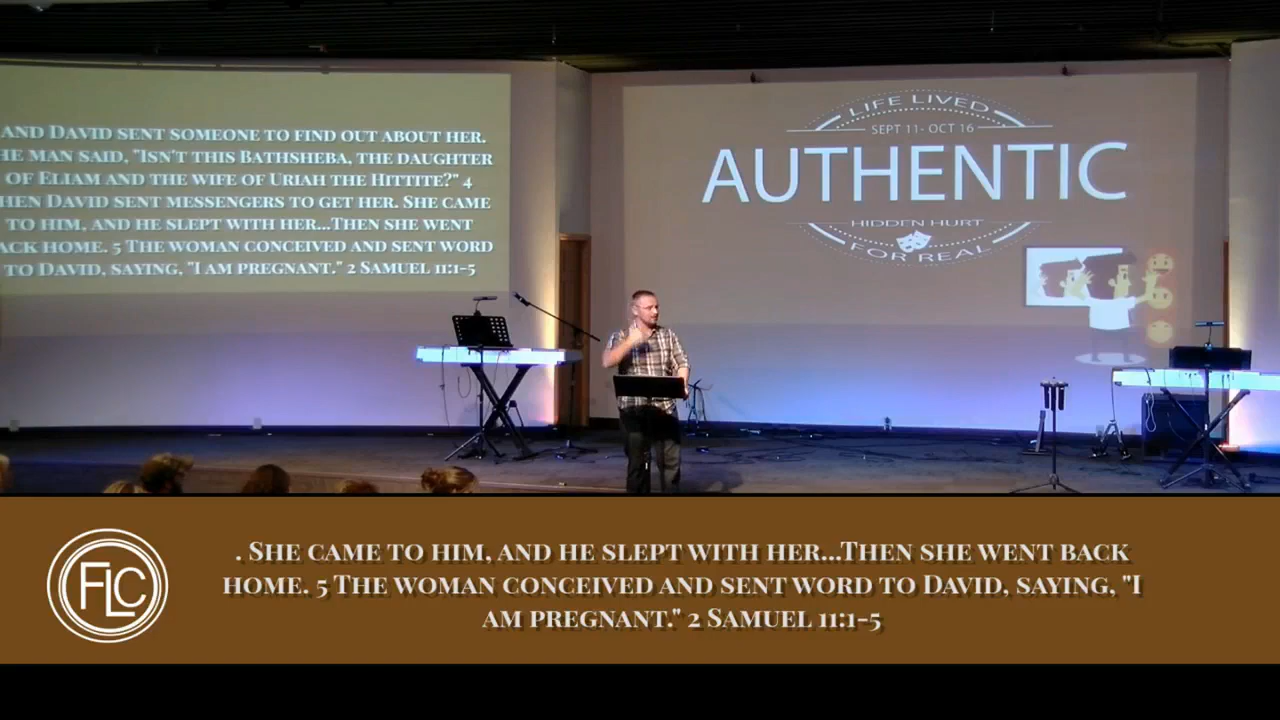 AND DAVID SENT SOMEONE TO FIND OUT ABOUT HER.
HE MAN SAID, "ISN'T THIS BATHSHEBA, THE DAUGHTER
OF ELIAM AND THE WIFE OF URIAH THE HITTITE?" 4
HEN DAVID SENT MESSENGERS TO GET HER. SHE CAME
TO HIM, AND HE SLEPT WITH HER...THEN SHE WENT
ACK HOME. 5 THE WOMAN CONCEIVED AND SENT WORD
TO DAVID, SAYING, "I AM PREGNANT." 2 SAMUEL 11:1-5
LIFE LIVED
SEPT 11- OCT 16
AUTHENTIC
HIDDEN HURT
FOR REAL
FLC
. SHE CAME TO HIM, AND HE SLEPT WITH HER...THEN SHE WENT BACK
HOME. 5 THE WOMAN CONCEIVED AND SENT WORD TO DAVID, SAYING, "I
AM PREGNANT." 2 SAMUEL 11:1-5